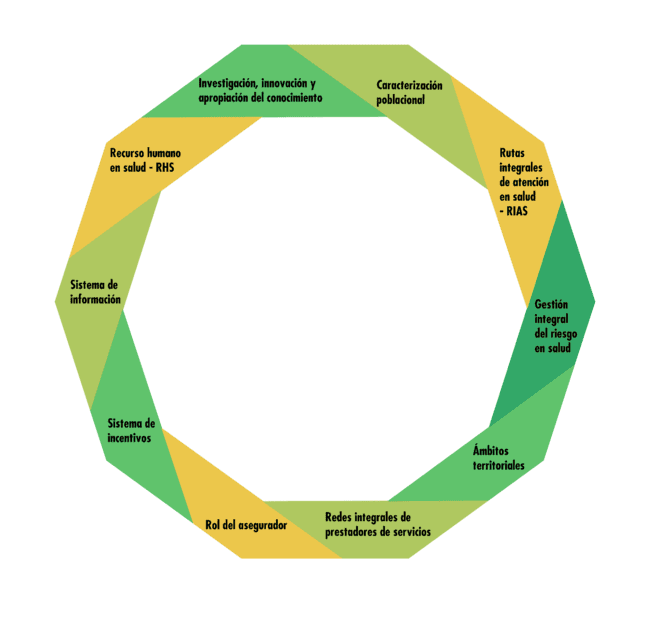 Investigación, innovación y
apropiación del conocimiento
Caracterización
poblacional
Rutas
integrales
de atención
en salud
- RIAS
Gestión
integral
del riesgo
en salud
Ámbitos
territoriales
Redes integrales de
prestadores de servicios
Rol del asegurador
Sistema de
incentivos
Sistema de
información
Recurso humano
en salud - RHS